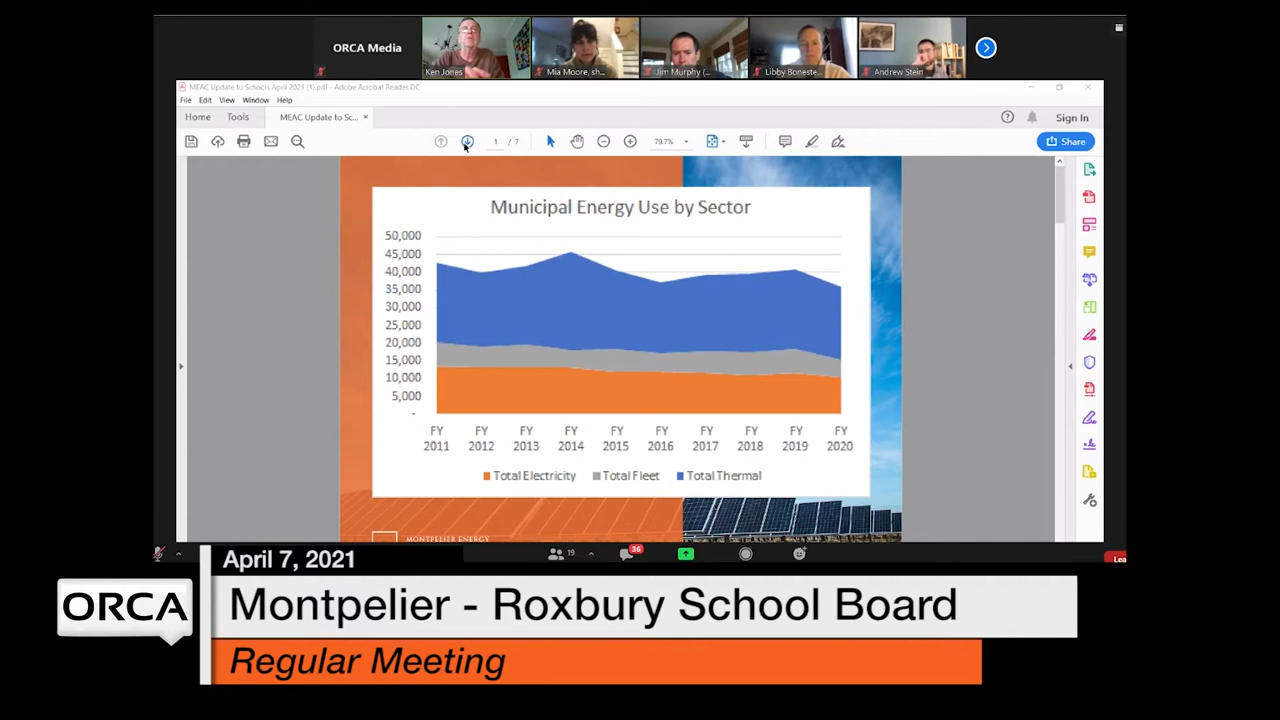 ORCA Media
Ken Jones
Mia Moore, sh...
Jim Murphy (...
Libby Boneste...
Andrew Stein
MEAC Update to Schools April 2021 (1).pdf - Adobe Acrobat Reader DC
File Edit View Window Help
Home Tools MEAC Update to Sc... ×
Sign In
1 / 7
79.7%
Share
Municipal Energy Use by Sector
50,000
45,000
40,000
35,000
30,000
25,000
20,000
15,000
10,000
5,000
-
FY FY FY FY FY FY FY FY FY FY
2011 2012 2013 2014 2015 2016 2017 2018 2019 2020
Total Electricity Total Fleet Total Thermal
MONTPELIER ENERGY
19
36
Lea
April 7, 2021
ORCA
Montpelier - Roxbury School Board
Regular Meeting